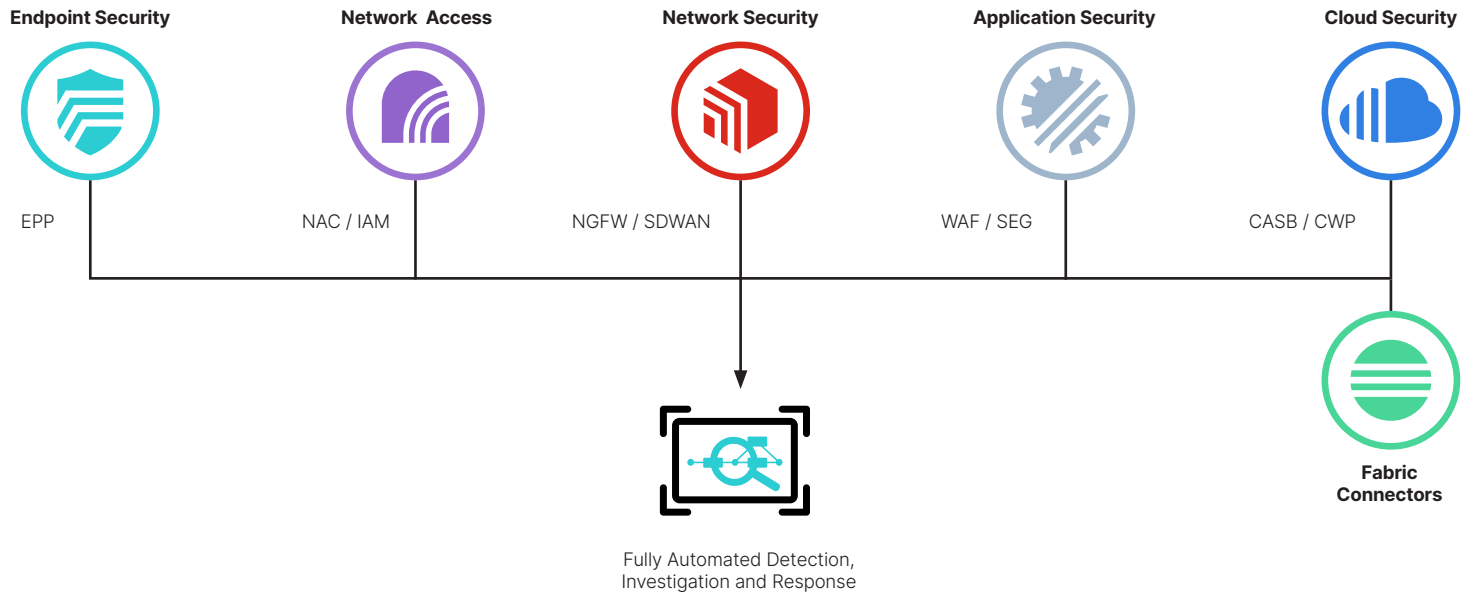 Endpoint Security
Network Access
Network Security
Application Security
Cloud Security
EPP
NAC / IAM
NGFW / SDWAN
WAF / SEG
CASB / CWP
Fabric
Connectors
Fully Automated Detection,
Investigation and Response